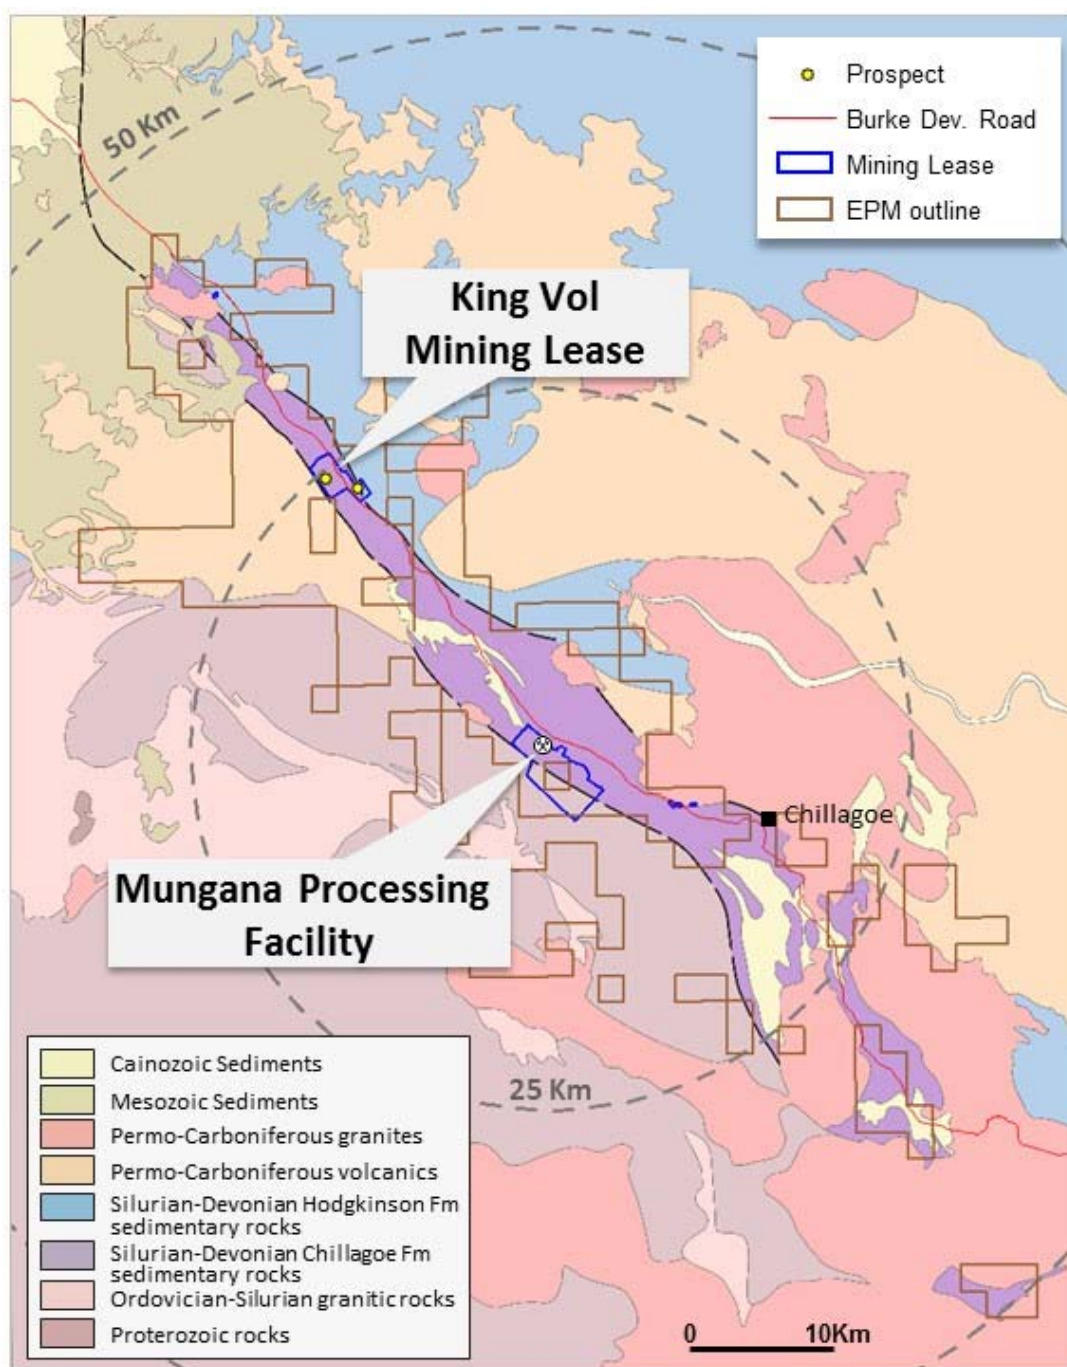 50 Km
Prospect
Burke Dev. Road
Mining Lease
EPM outline
King Vol
Mining Lease
Chillagoe
Mungana Processing
Facility
25 Km
Cainozoic Sediments
Mesozoic Sediments
Permo-Carboniferous granites
Permo-Carboniferous volcanics
Silurian-Devonian Hodgkinson Fm
sedimentary rocks
Silurian-Devonian Chillagoe Fm
sedimentary rocks
Ordovician-Silurian granitic rocks
Proterozoic rocks
0 10Km